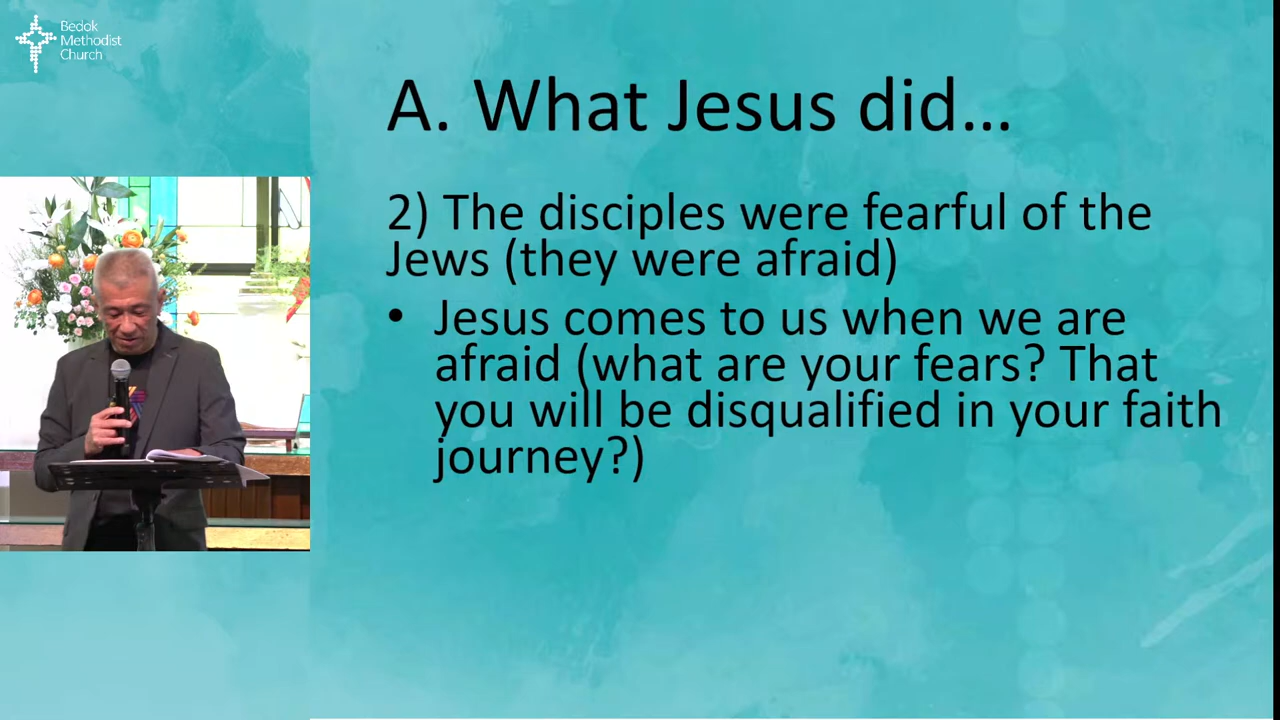 Bedok
Methodist
Church
A. What Jesus did...
2) The disciples were fearful of the
Jews (they were afraid)
• Jesus comes to us when we are
afraid (what are your fears? That
you will be disqualified in your faith
journey?)